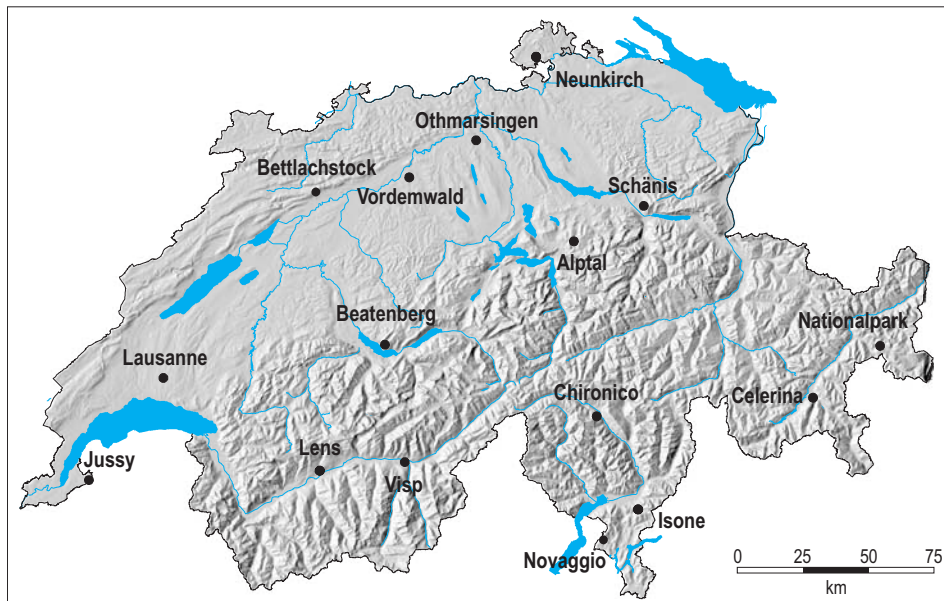 Neunkirch
Othmarsingen
Bettlachstock
Vordemwald
Schänis
Alptal
Beatenberg
Nationalpark
Lausanne
Chironico
Celerina
Lens
Jussy
Visp
Isone
Novaggio
0 25 50 75
km